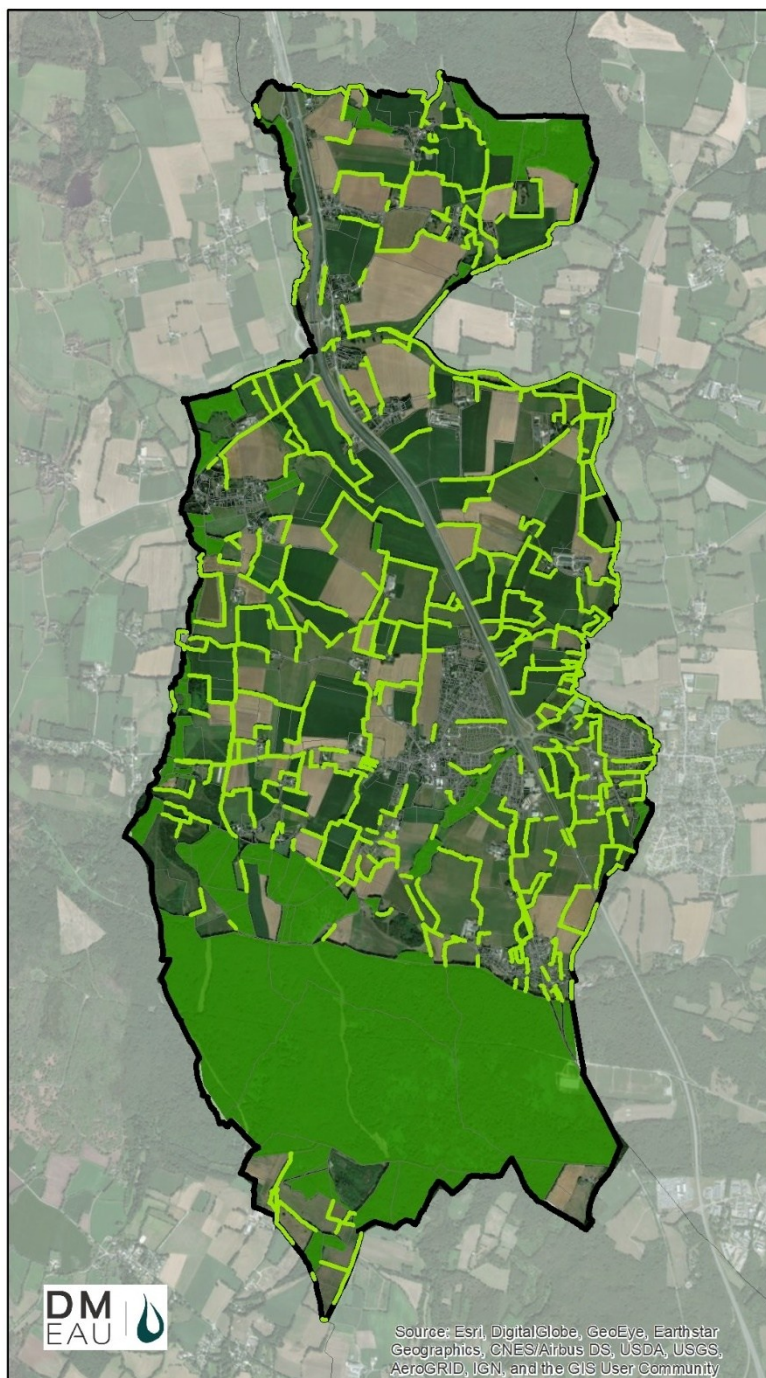 DM
EAU
Source: Esri, DigitalGlobe, GeoEye, Earthstar
Geographics, CNES/Airbus DS, USDA, USGS,
AeroGRID, IGN, and the GIS User Community